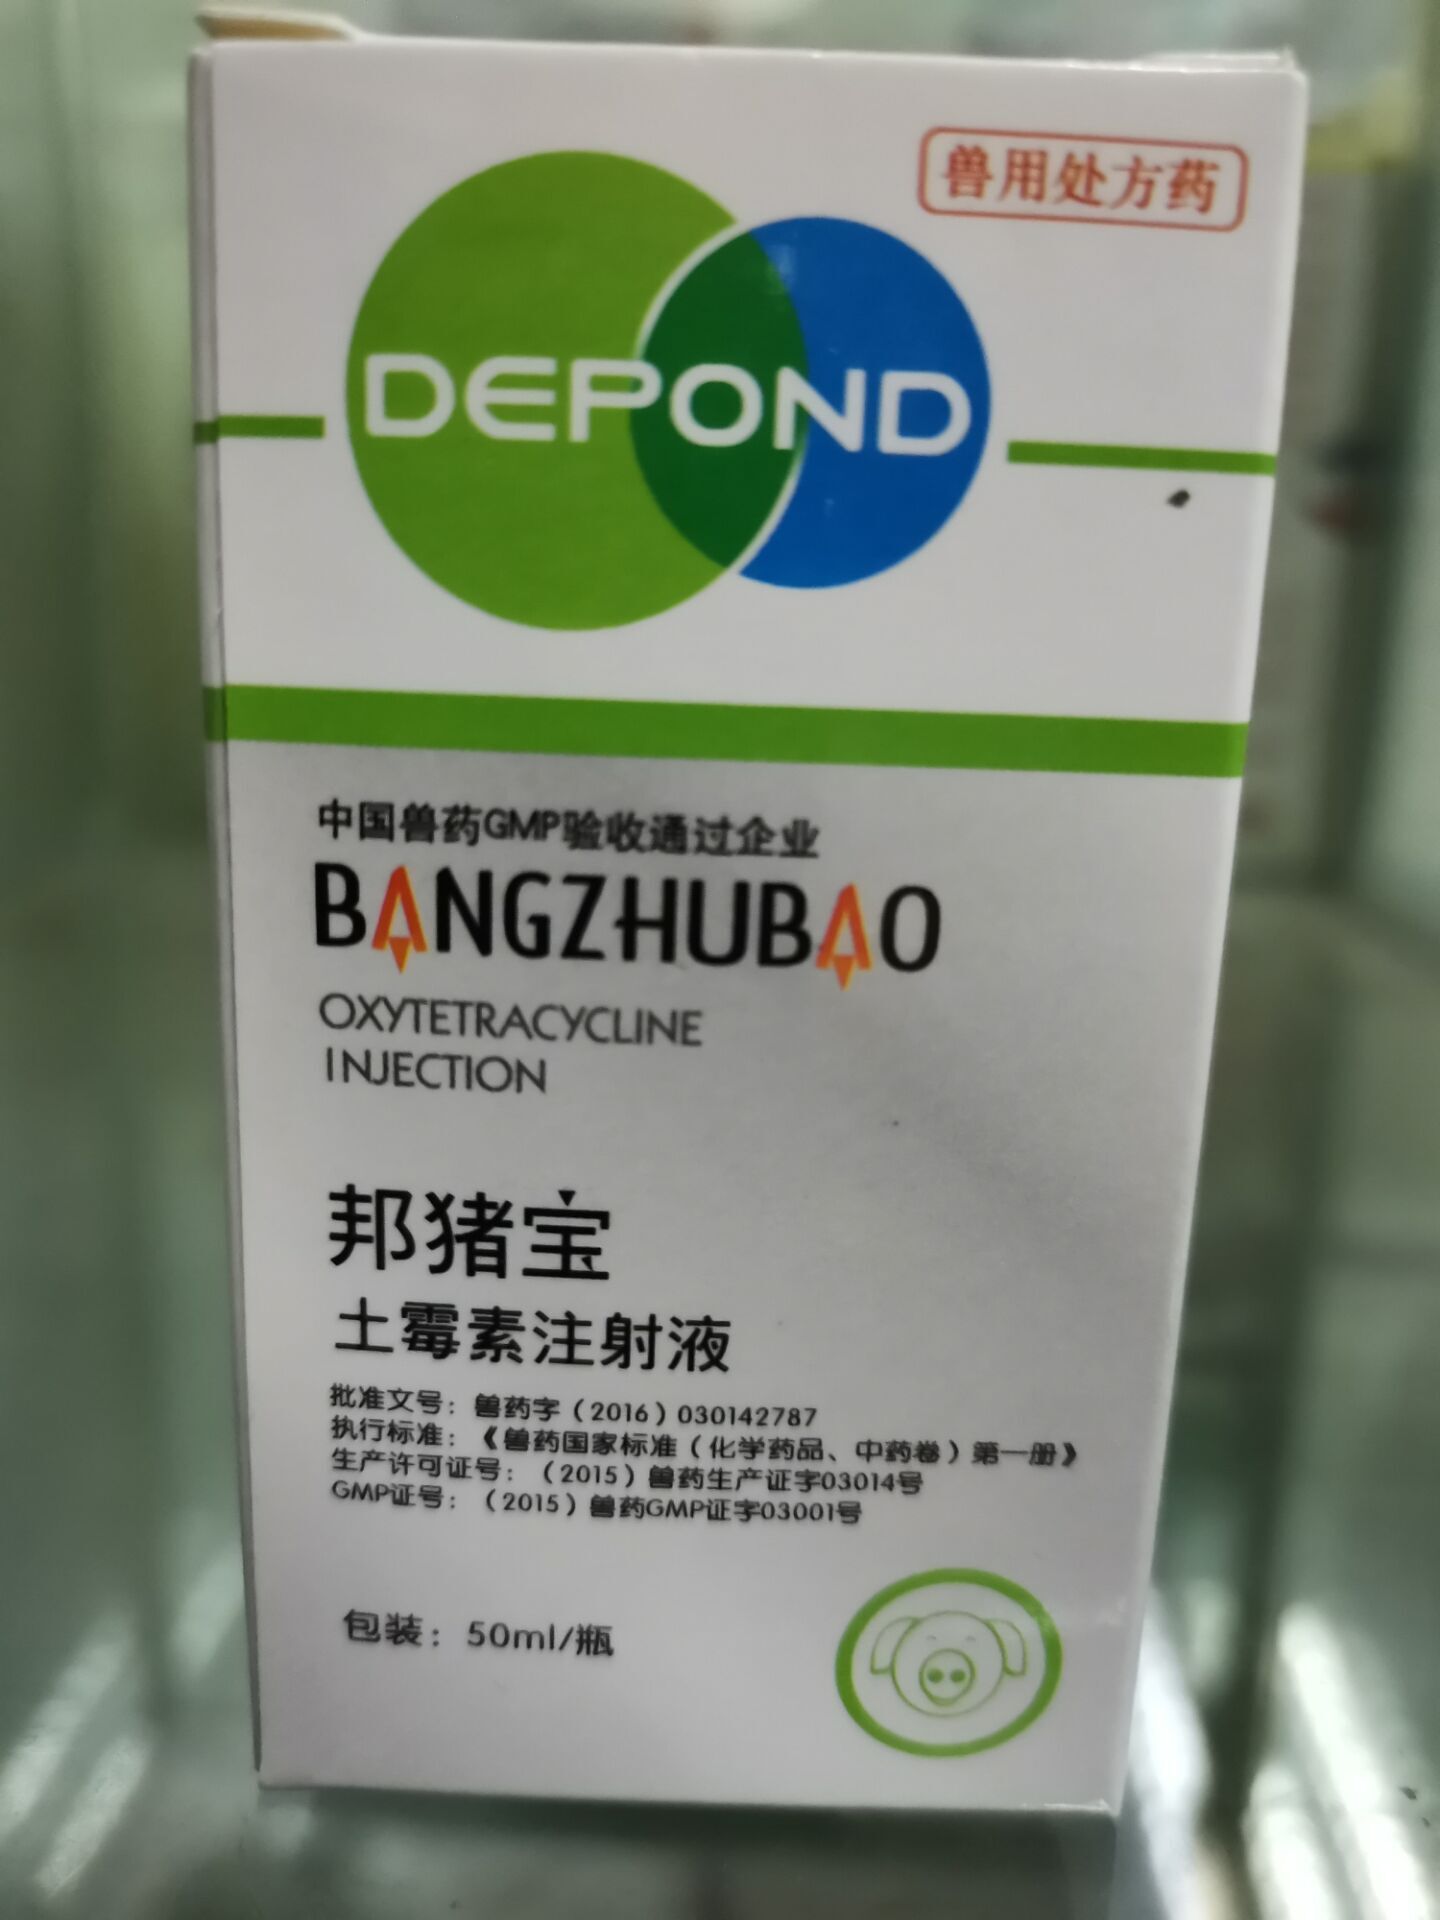 兽用处方药
DEPOND
中国兽药GMP验收通过企业
BANGZHUBAO
OXYTETRACYCLINE
INJECTION
邦猪宝
土霉素注射液
批准文号：兽药字（2016）030142787
执行标准：《兽药国家标准（化学药品、中药卷）第一册》
生产许可证号：（2015）兽药生产证字03014号
GMP证号：（2015）兽药GMP证字03001号
包装：50ml/瓶